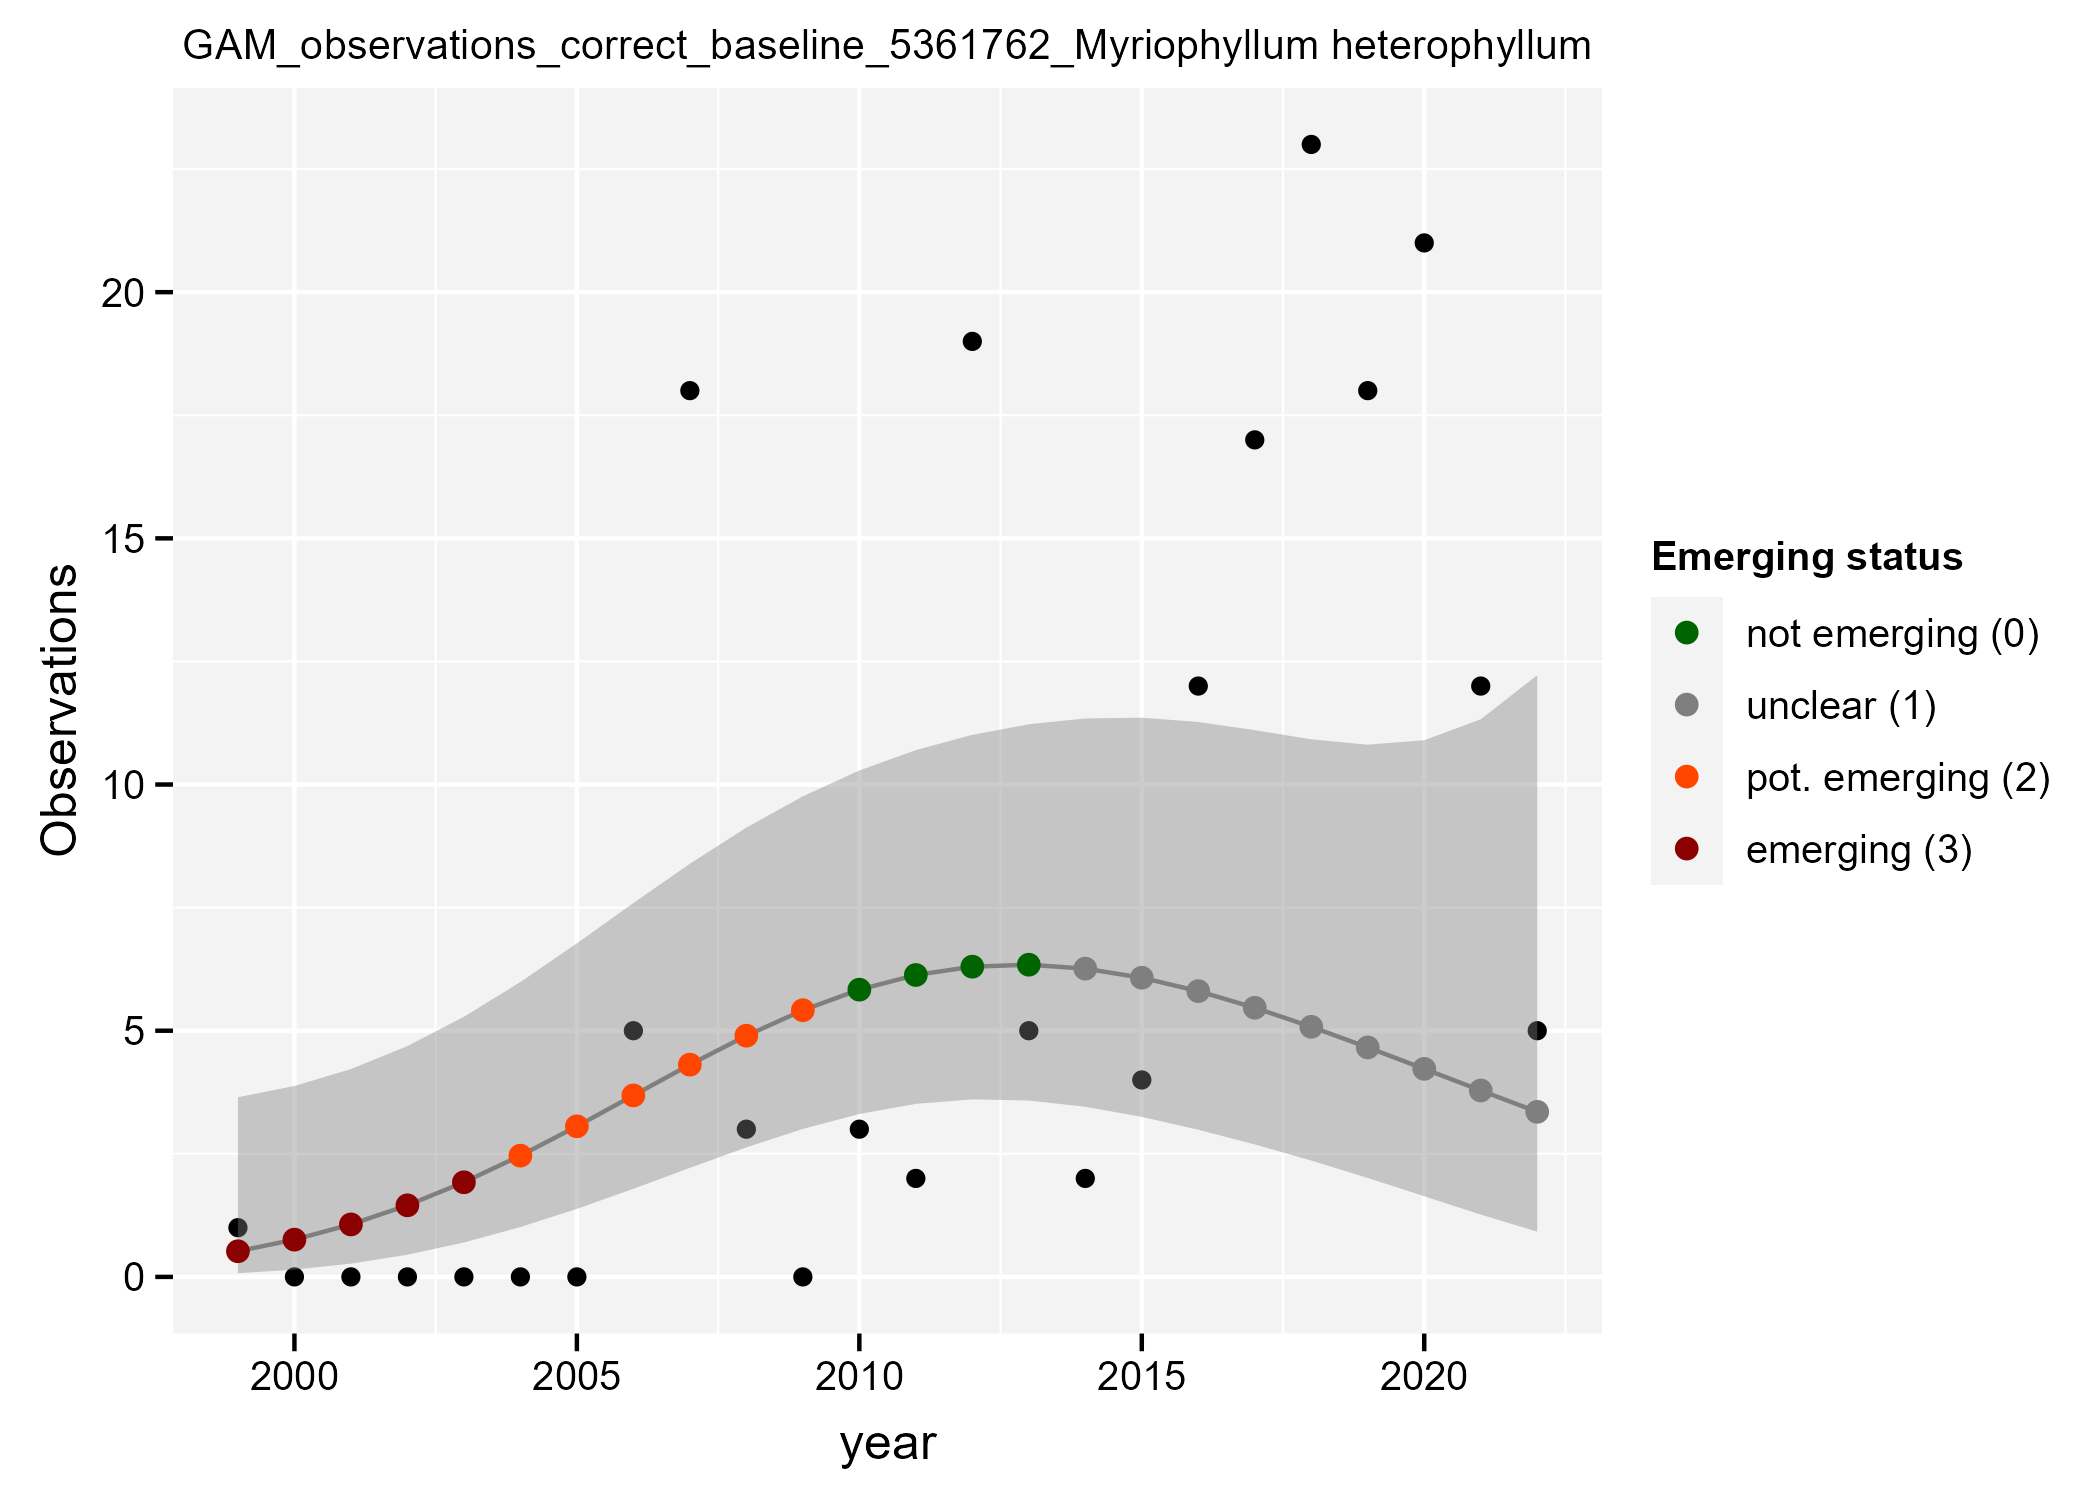 GAM_observations_correct_baseline_5361762_Myriophyllum heterophyllum
Observations
20
15
10
5
0
2000 2005 2010 2015 2020
year
Emerging status
not emerging (0)
unclear (1)
pot. emerging (2)
emerging (3)